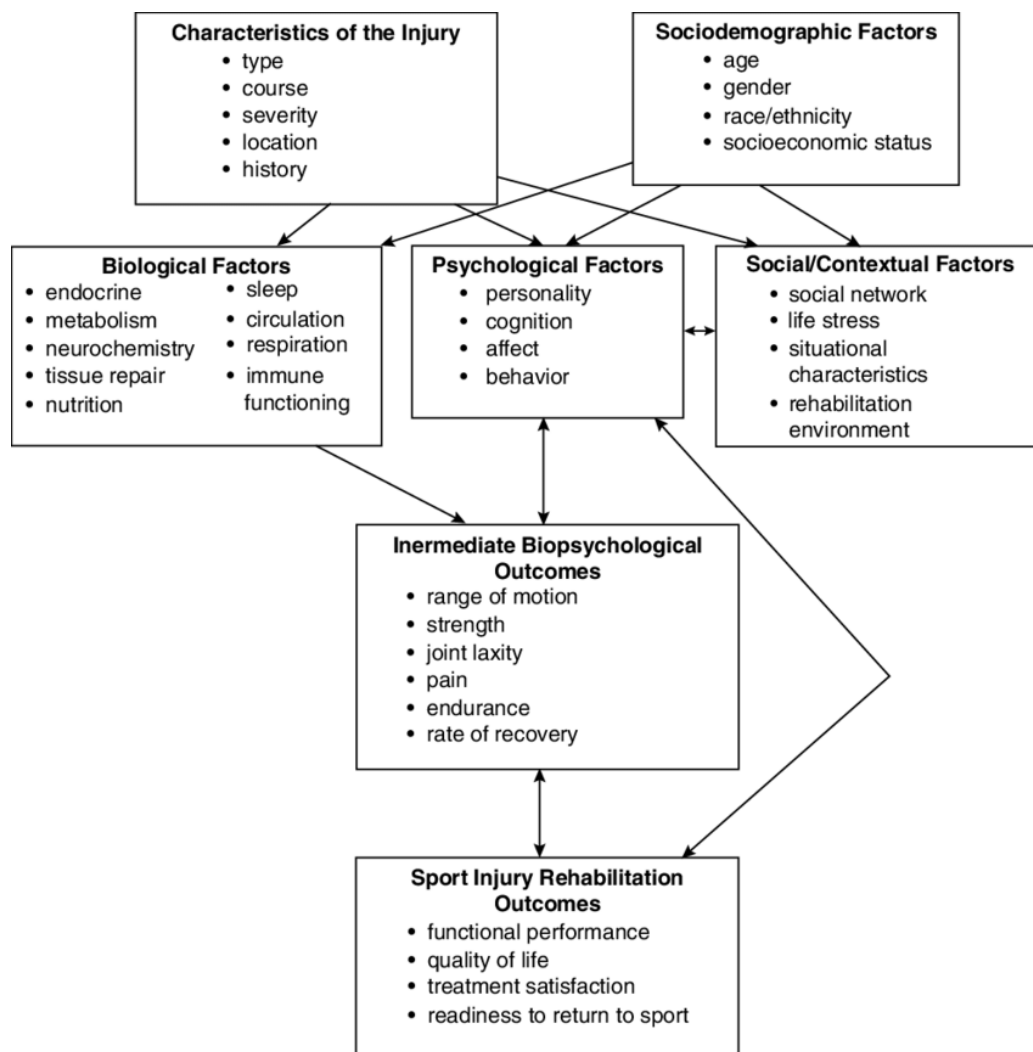 Characteristics of the Injury
• type
• course
• severity
• location
• history
Sociodemographic Factors
• age
• gender
• race/ethnicity
• socioeconomic status
Biological Factors
• endocrine
• metabolism
• neurochemistry
• tissue repair
• nutrition
• sleep
• circulation
• respiration
• immune
functioning
Psychological Factors
• personality
• cognition
• affect
• behavior
Social/Contextual Factors
• social network
• life stress
• situational
characteristics
• rehabilitation
environment
Inermediate Biopsychological
Outcomes
• range of motion
• strength
• joint laxity
• pain
• endurance
• rate of recovery
Sport Injury Rehabilitation
Outcomes
• functional performance
• quality of life
• treatment satisfaction
• readiness to return to sport